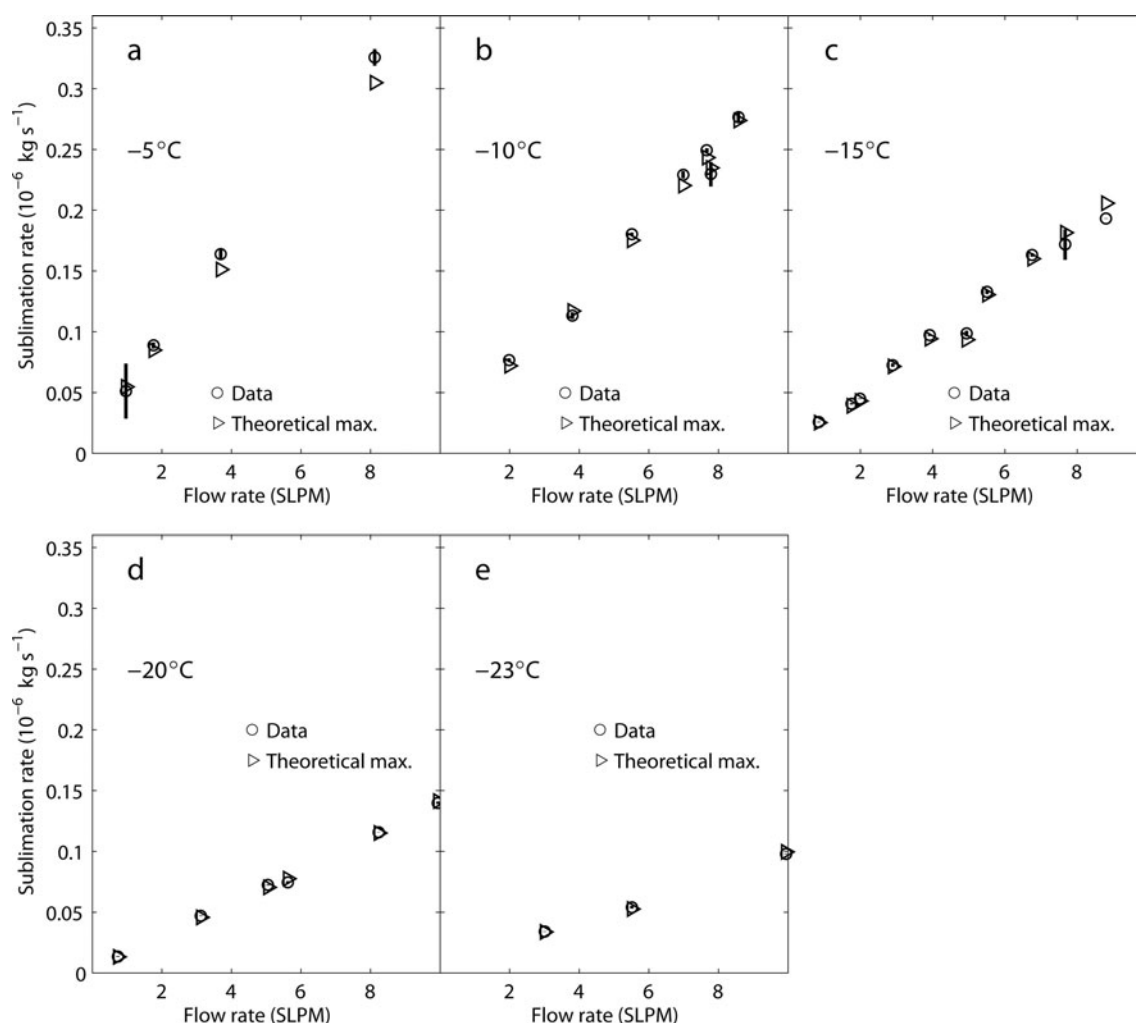 0.35
0.3
0.25
0.2
0.15
0.1
0.05
0
Sublimation rate (10⁻⁶ kg s⁻¹)
a
−5°C
Data
Theoretical max.
2 4 6 8
Flow rate (SLPM)
b
−10°C
Data
Theoretical max.
2 4 6 8
Flow rate (SLPM)
c
−15°C
Data
Theoretical max.
2 4 6 8
Flow rate (SLPM)
0.35
0.3
0.25
0.2
0.15
0.1
0.05
0
Sublimation rate (10⁻⁶ kg s⁻¹)
d
−20°C
Data
Theoretical max.
2 4 6 8
Flow rate (SLPM)
e
−23°C
Data
Theoretical max.
2 4 6 8
Flow rate (SLPM)